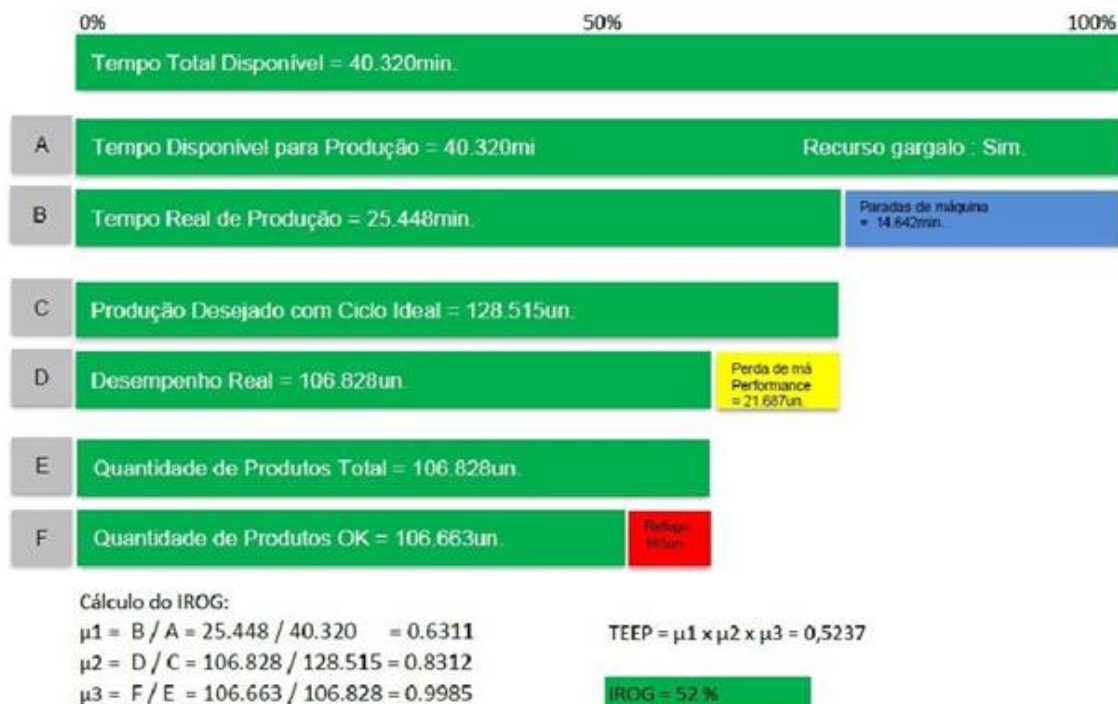 0% 50% 100%
Tempo Total Disponível = 40.320min.
A Tempo Disponível para Produção = 40.320mi Recurso gargalo : Sim.
B Tempo Real de Produção = 25.448min. Paradas de máquina
= 14.642min.
C Produção Desejado com Ciclo Ideal = 128.515un.
D Desempenho Real = 106.828un. Perda de má
Performance
= 21.687un.
E Quantidade de Produtos Total = 106.828un.
F Quantidade de Produtos OK = 106.663un. Refugo
165un.
Cálculo do IROG:
μ1 = B / A = 25.448 / 40.320 = 0.6311 TEEP = μ1 x μ2 x μ3 = 0,5237
μ2 = D / C = 106.828 / 128.515 = 0.8312
μ3 = F / E = 106.663 / 106.828 = 0.9985 IROG = 52 %